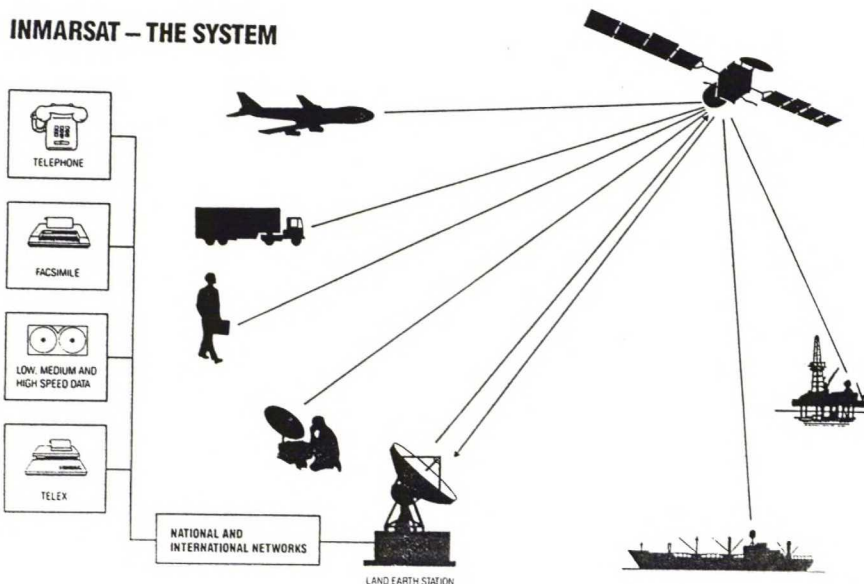 INMARSAT – THE SYSTEM
TELEPHONE
FACSIMILE
LOW, MEDIUM AND
HIGH SPEED DATA
TELEX
NATIONAL AND
INTERNATIONAL NETWORKS
LAND EARTH STATION